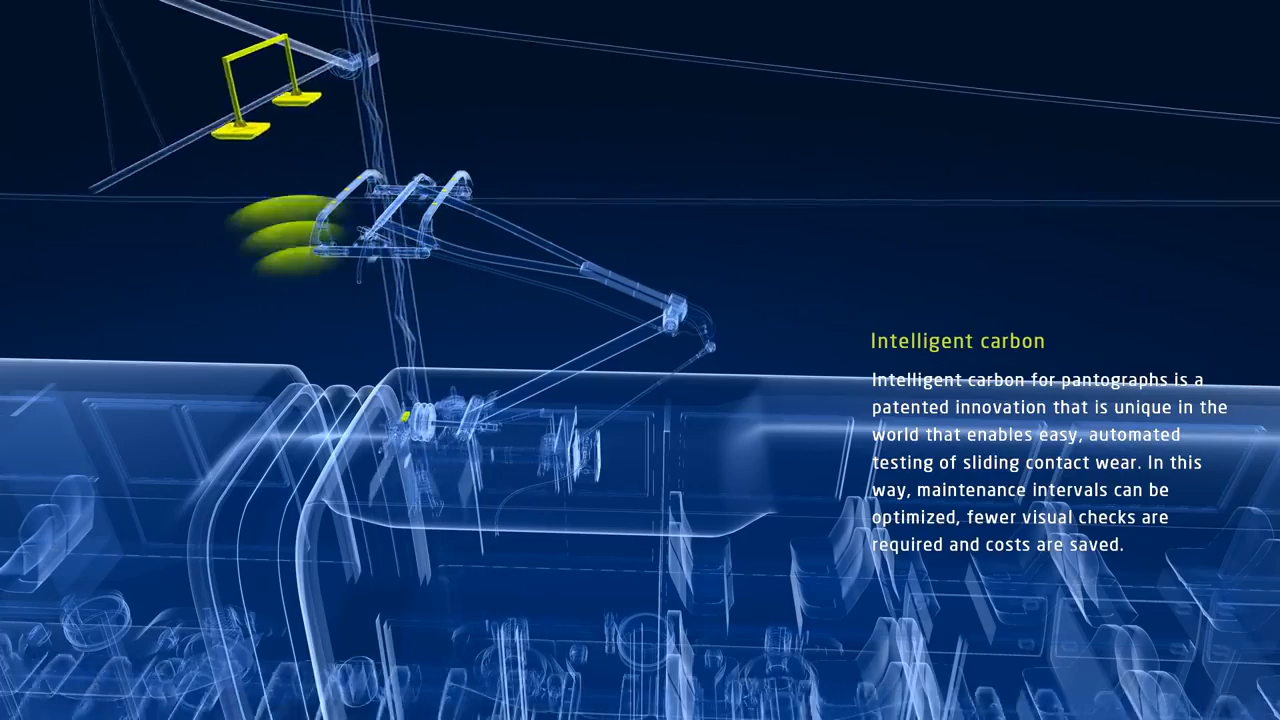 Intelligent carbon
Intelligent carbon for pantographs is a
patented innovation that is unique in the
world that enables easy, automated
testing of sliding contact wear. In this
way, maintenance intervals can be
optimized, fewer visual checks are
required and costs are saved.